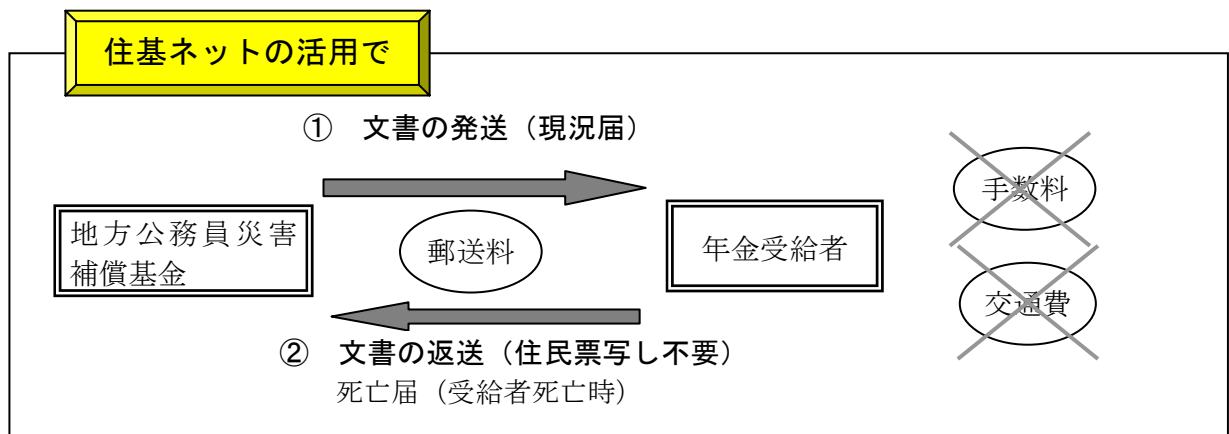 住基ネットの活用で
① 文書の発送（現況届）
手数料
地方公務員災害
補償基金
郵送料
年金受給者
交通費
② 文書の返送（住民票写し不要）
死亡届（受給者死亡時）